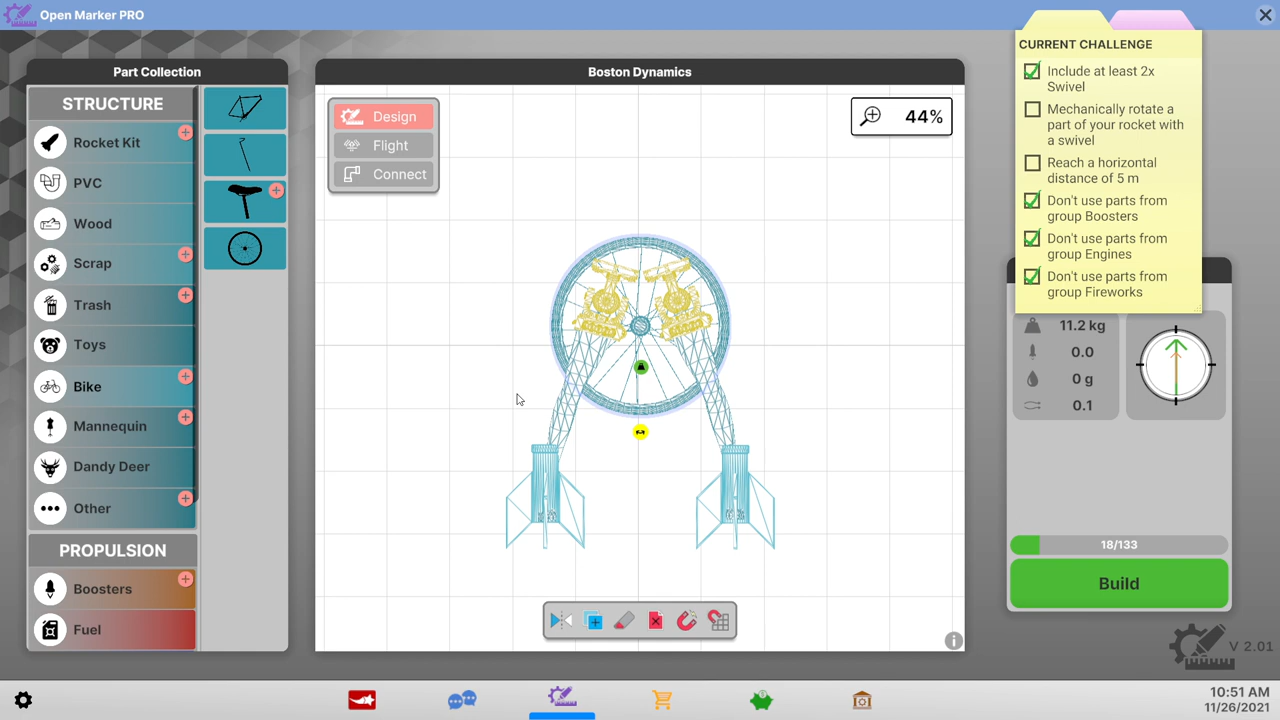 Open Marker PRO
Part Collection
STRUCTURE
Rocket Kit
PVC
Wood
Scrap
Trash
Toys
Bike
Mannequin
Dandy Deer
Other
PROPULSION
Boosters
Fuel
Boston Dynamics
Design
Flight
Connect
44%
CURRENT CHALLENGE
Include at least 2x
Swivel
Mechanically rotate a
part of your rocket with
a swivel
Reach a horizontal
distance of 5 m
Don't use parts from
group Boosters
Don't use parts from
group Engines
Don't use parts from
group Fireworks
11.2 kg
0.0
0 g
0.1
18/133
Build
V 2.01
10:51 AM
11/26/2021